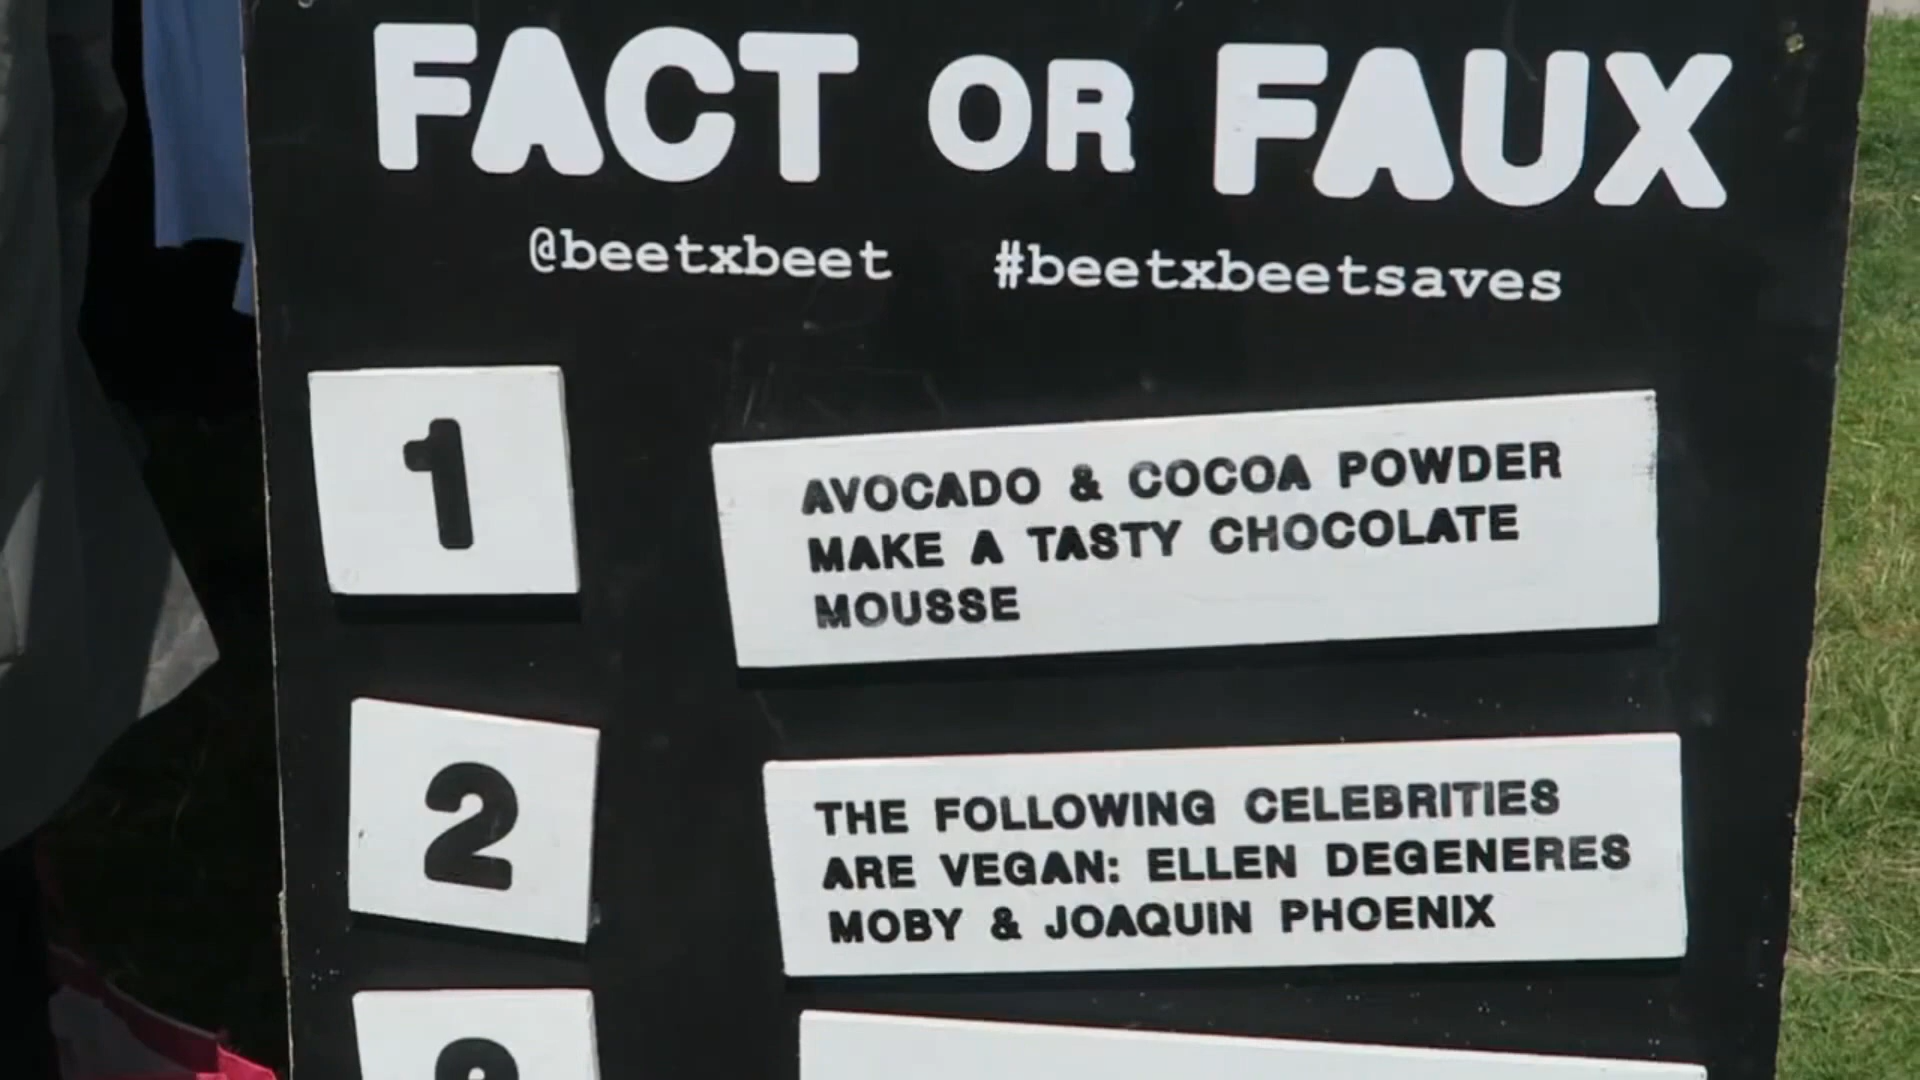 FACT OR FAUX
@beetxbeet #beetxbeetsaves
1
AVOCADO & COCOA POWDER
MAKE A TASTY CHOCOLATE
MOUSSE
2
THE FOLLOWING CELEBRITIES
ARE VEGAN: ELLEN DEGENERES
MOBY & JOAQUIN PHOENIX